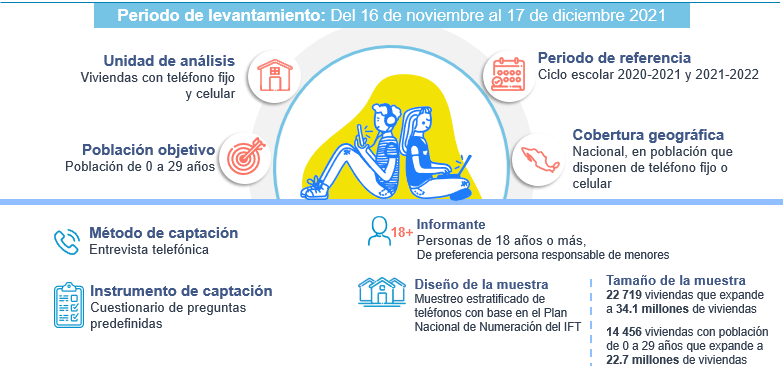 Periodo de levantamiento: Del 16 de noviembre al 17 de diciembre 2021
Unidad de análisis
Viviendas con teléfono fijo
y celular
Periodo de referencia
Ciclo escolar 2020-2021 y 2021-2022
Población objetivo
Población de 0 a 29 años
Cobertura geográfica
Nacional, en población que
disponen de teléfono fijo o
celular
Método de captación
Entrevista telefónica
18+
Informante
Personas de 18 años o más,
De preferencia persona responsable de menores
Instrumento de captación
Cuestionario de preguntas
predefinidas
Diseño de la muestra
Muestreo estratificado de
teléfonos con base en el Plan
Nacional de Numeración del IFT
Tamaño de la muestra
22 719 viviendas que expande
a 34.1 millones de viviendas
14 456 viviendas con población
de 0 a 29 años que expande a
22.7 millones de viviendas